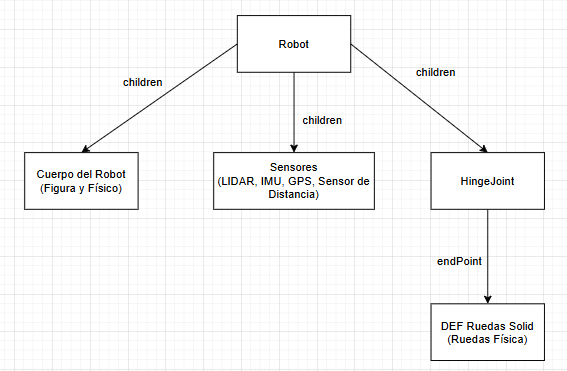 Robot
children
children
children
Cuerpo del Robot
(Figura y Físico)
Sensores
(LIDAR, IMU, GPS, Sensor de
Distancia)
HingeJoint
endPoint
DEF Ruedas Solid
(Ruedas Física)